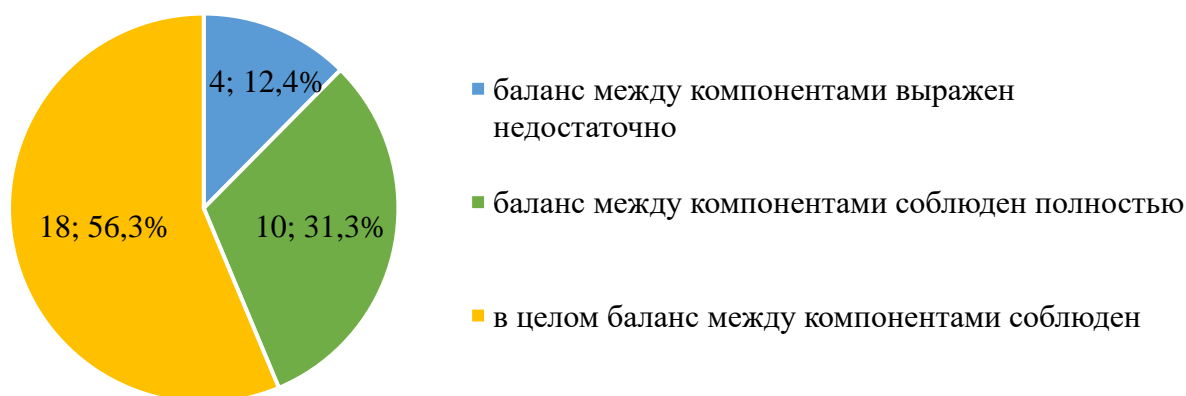 4; 12,4%
18; 56,3%
10; 31,3%
баланс между компонентами выражен
недостаточно
баланс между компонентами соблюден полностью
в целом баланс между компонентами соблюден